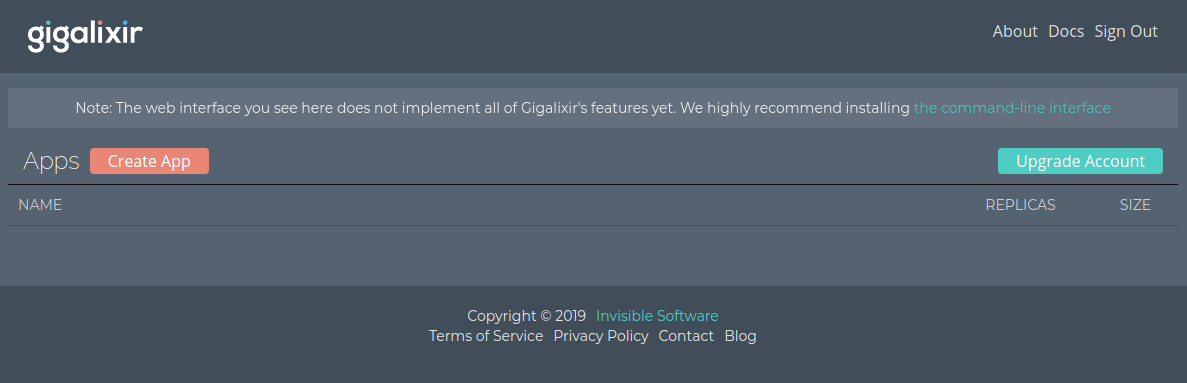 gigalixir
About Docs Sign Out
Note: The web interface you see here does not implement all of Gigalixir's features yet. We highly recommend installing the command-line interface
Apps Create App Upgrade Account
NAME REPLICAS SIZE
Copyright © 2019 Invisible Software
Terms of Service Privacy Policy Contact Blog